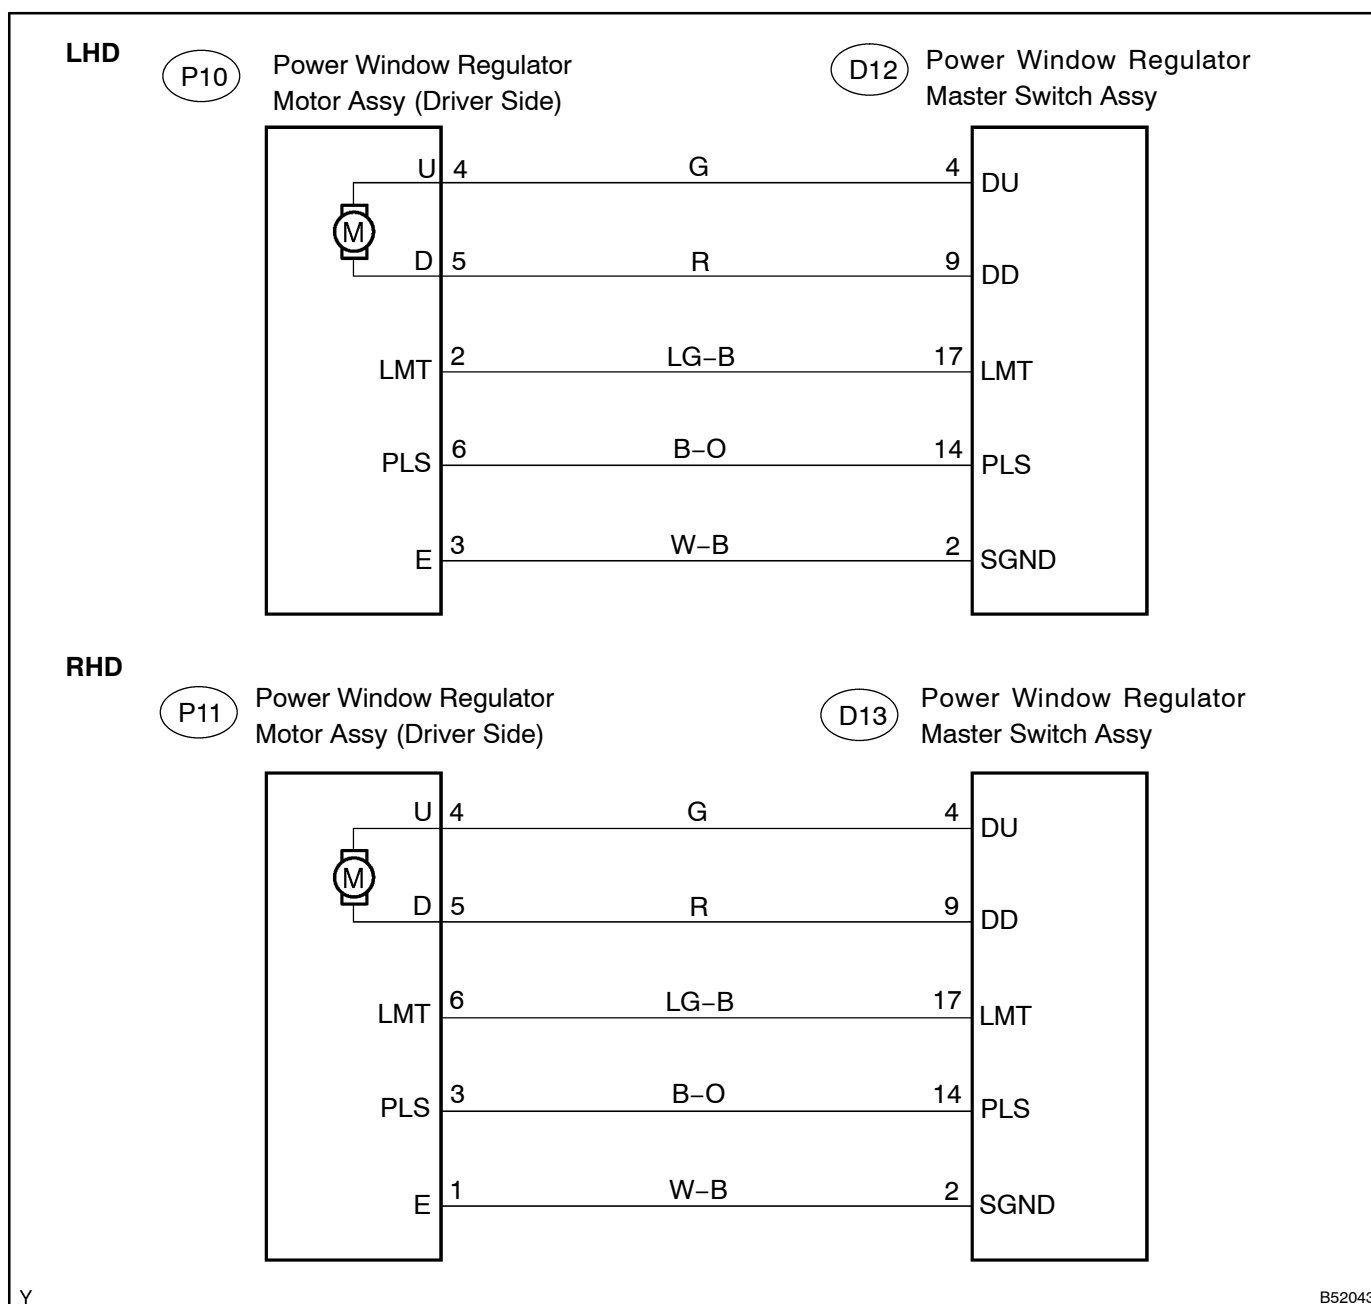 LHD
P10 Power Window Regulator
Motor Assy (Driver Side)
D12 Power Window Regulator
Master Switch Assy
U 4 G 4 DU
M
D 5 R 9 DD
LMT 2 LG–B 17 LMT
PLS 6 B–O 14 PLS
E 3 W–B 2 SGND
RHD
P11 Power Window Regulator
Motor Assy (Driver Side)
D13 Power Window Regulator
Master Switch Assy
U 4 G 4 DU
M
D 5 R 9 DD
LMT 6 LG–B 17 LMT
PLS 3 B–O 14 PLS
E 1 W–B 2 SGND
Y B52043